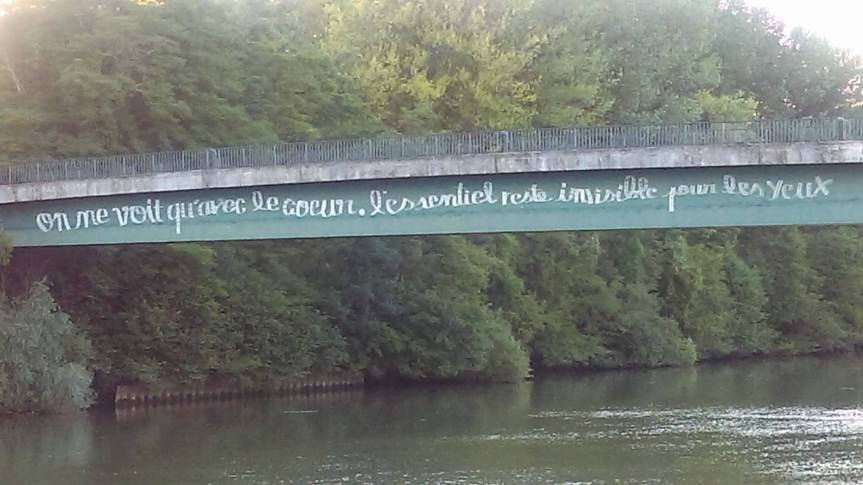 on ne voit qu'avec le coeur. l'essentiel reste invisible pour les yeux